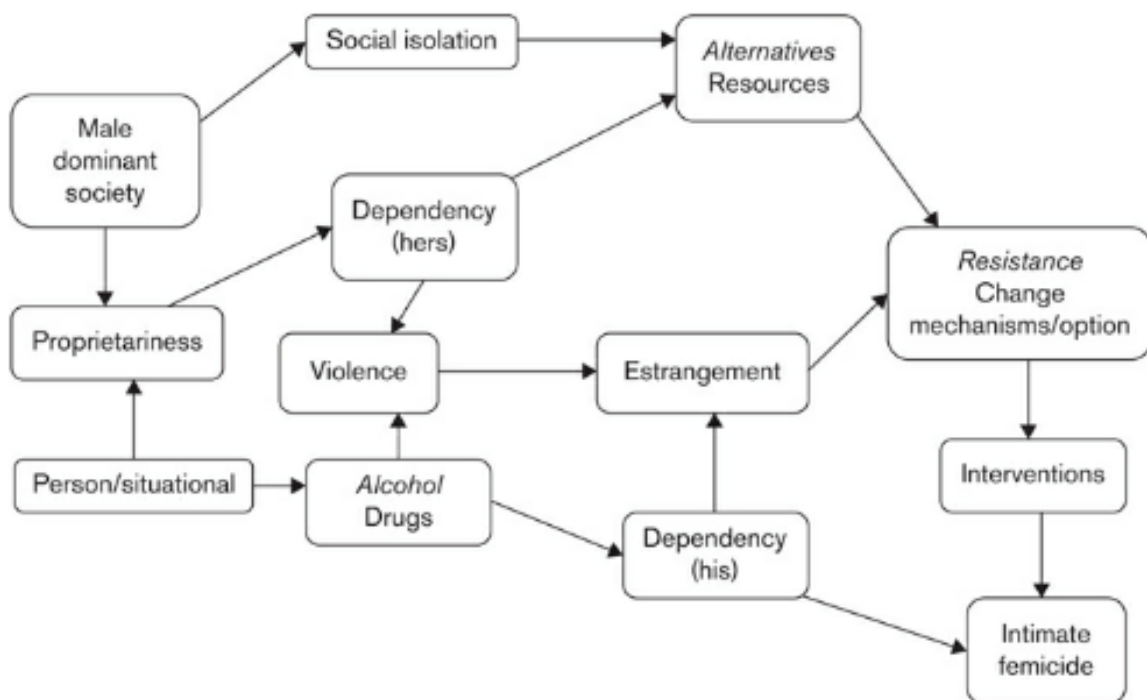 Social isolation
Alternatives
Resources
Male
dominant
society
Dependency
(hers)
Resistance
Change
mechanisms/option
Proprietariness
Violence
Estrangement
Person/situational
Alcohol
Drugs
Interventions
Dependency
(his)
Intimate
femicide